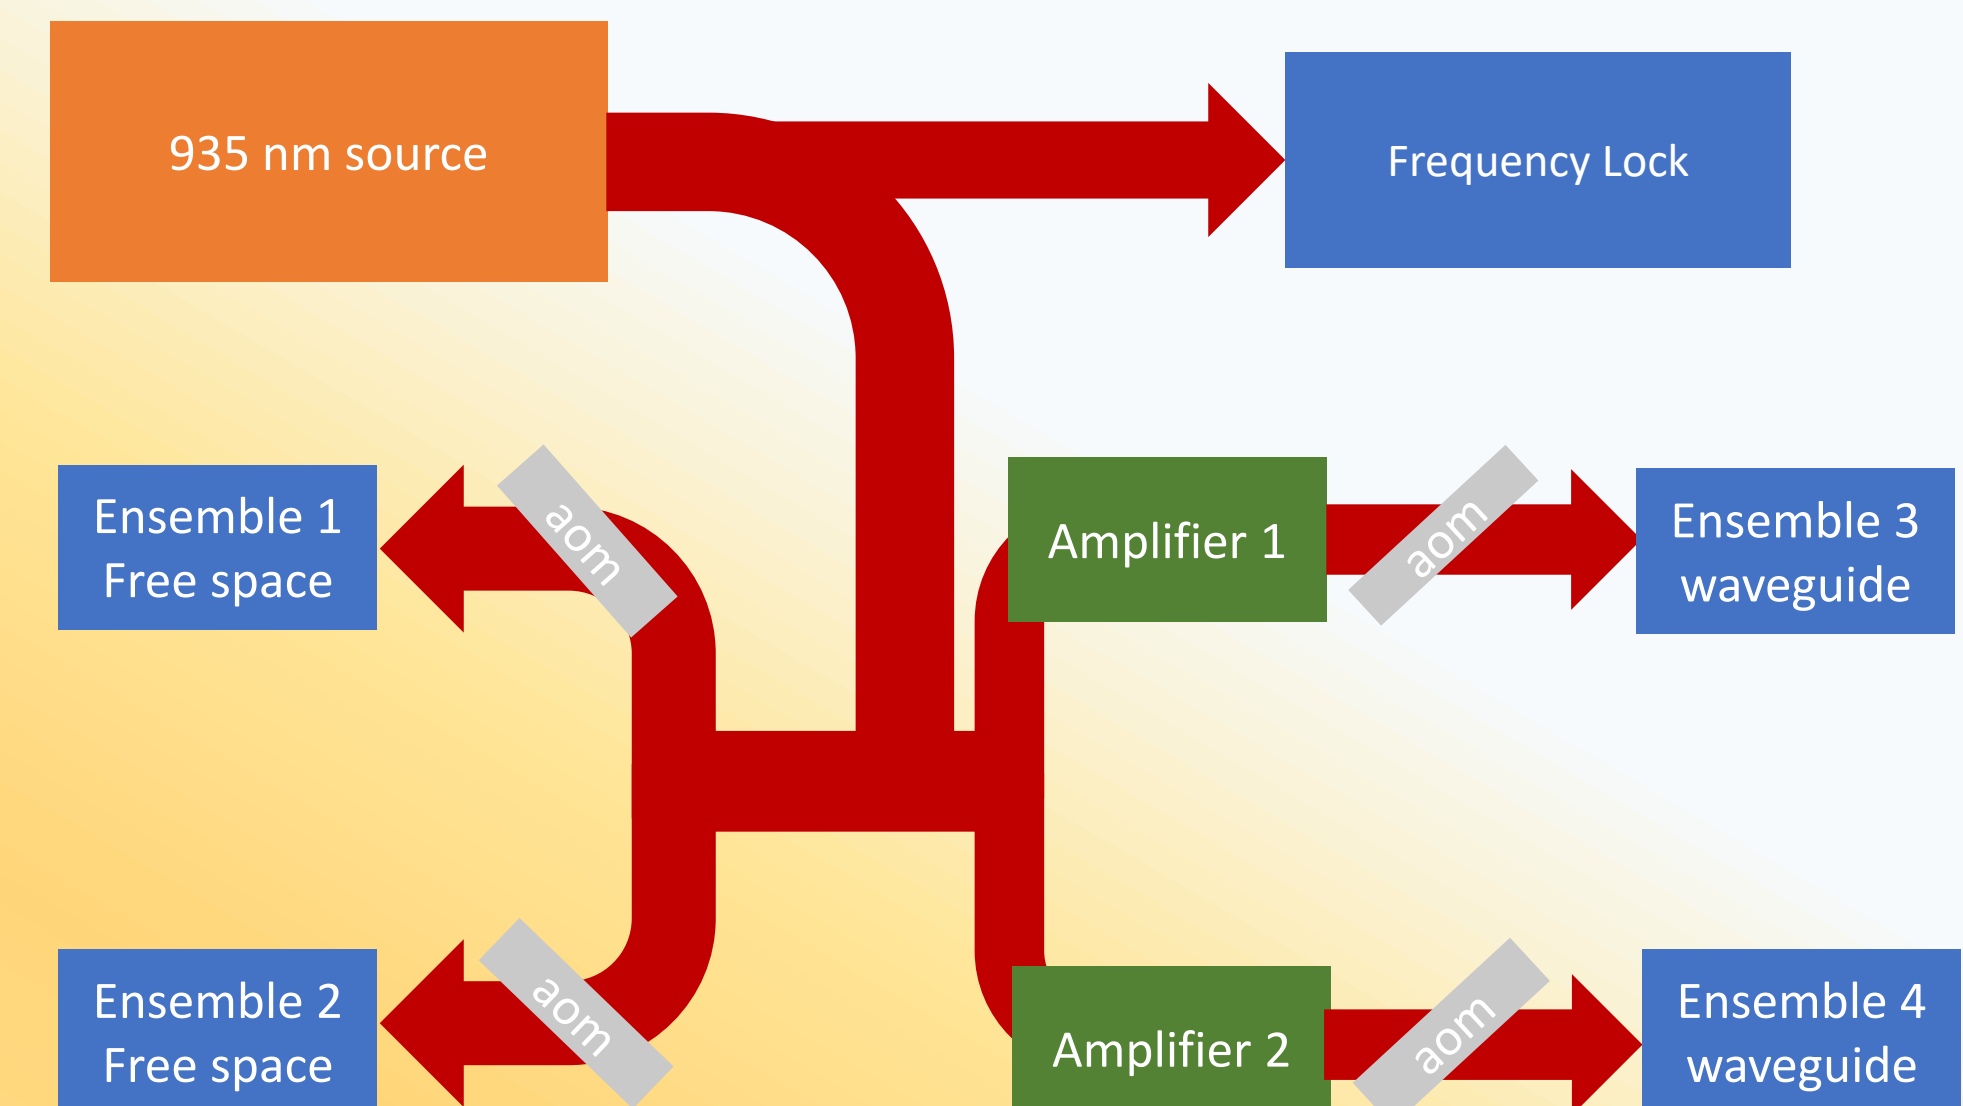 935 nm source
Frequency Lock
Ensemble 1
Free space
aom
Amplifier 1
aom
Ensemble 3
waveguide
Ensemble 2
Free space
aom
Amplifier 2
aom
Ensemble 4
waveguide